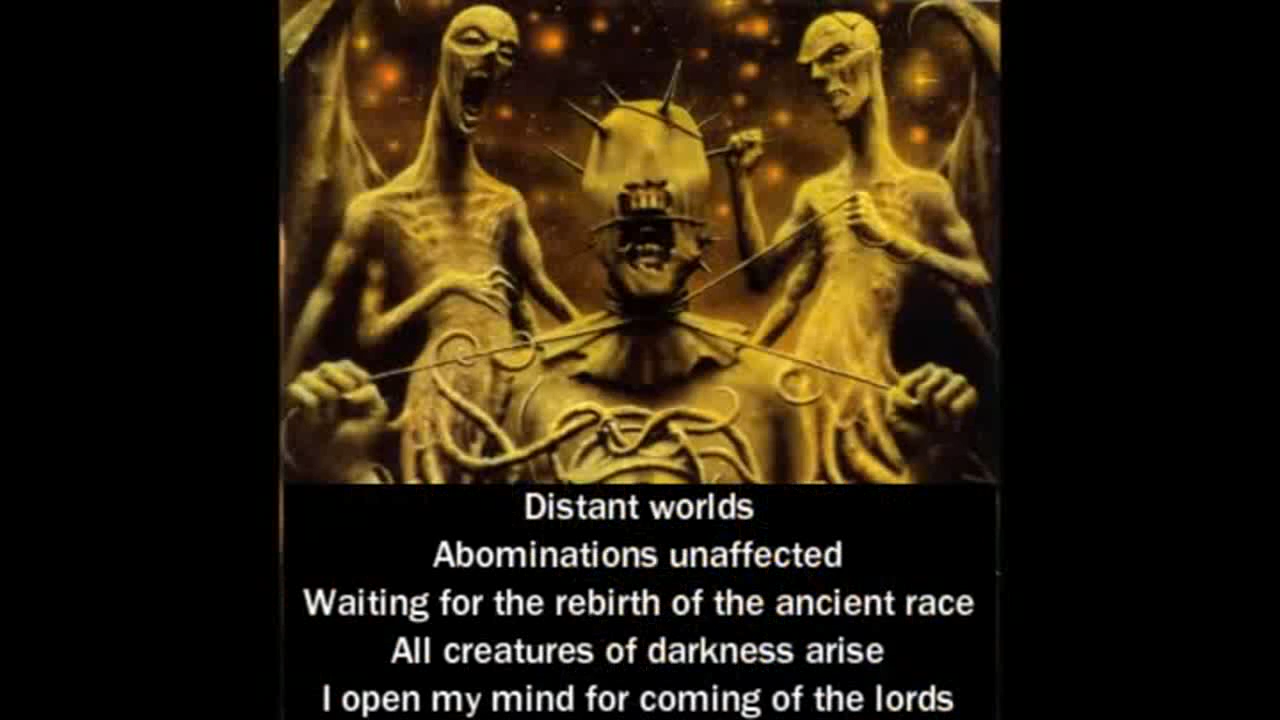 Distant worlds
Abominations unaffected
Waiting for the rebirth of the ancient race
All creatures of darkness arise
I open my mind for coming of the lords